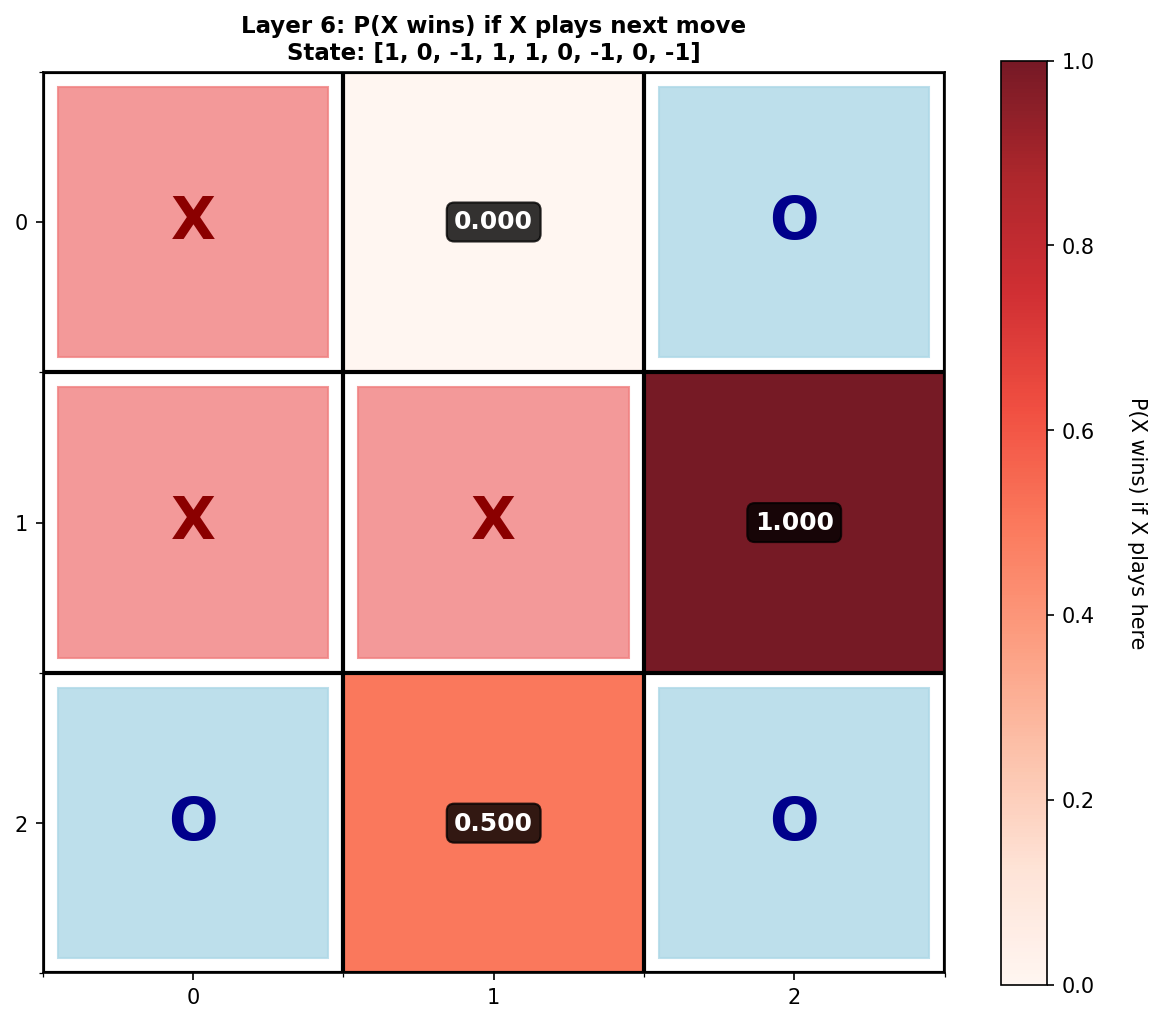 Layer 6: P(X wins) if X plays next move
State: [1, 0, -1, 1, 1, 0, -1, 0, -1]
X
0.000
O
X
X
1.000
O
0.500
O
0
1
2
0
1
2
1.0
0.8
0.6
0.4
0.2
0.0
P(X wins) if X plays here